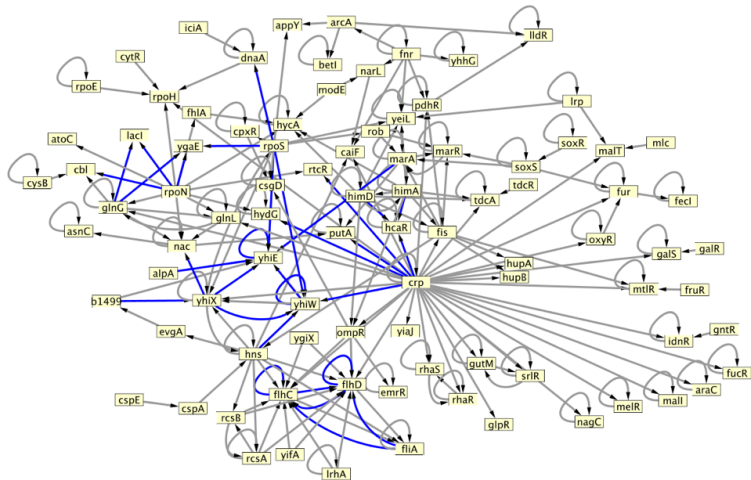 appY
arcA
iciA
lldR
betI
fnr
yhhG
cytR
dnaA
narL
rpoE
rpoH
modE
pdhR
lrp
fhlA
hycA
yeiL
atoC
lacI
cpxR
rob
ygaE
rpoS
caiF
marR
soxR
malT
mlc
marA
soxS
cbl
rtcR
cysB
csgD
rpoN
himD
himA
tdcR
fur
fecI
glnG
glnL
hydG
tdcA
asnC
nac
putA
hcaR
fis
oxyR
galS
galR
yhiE
hupA
hupB
alpA
crp
mtlR
fruR
b1499
yhiX
yhiW
evgA
ygiX
ompR
yiaJ
idnR
gntR
hns
rhaS
gutM
srlR
fucR
flhC
flhD
emrR
rhaR
araC
malI
melR
cspE
cspA
rcsB
glpR
nagC
fliA
rcsA
yifA
lrhA